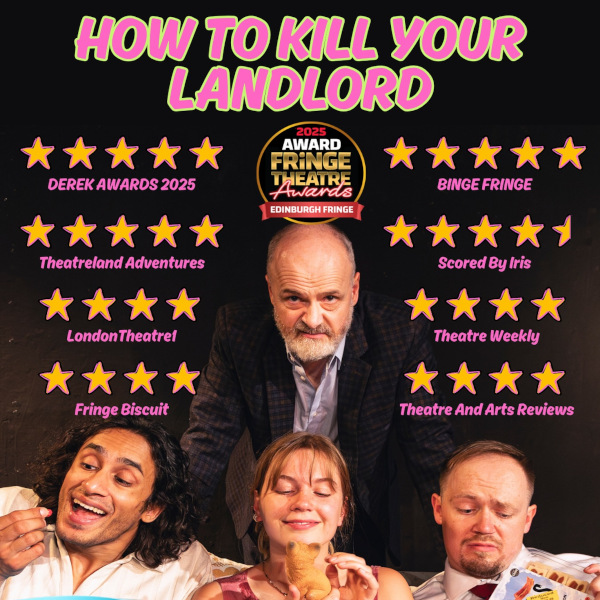 HOW TO KILL YOUR
LANDLORD
2025
AWARD
FRINGE
THEATRE
Awards
EDINBURGH FRINGE
DEREK AWARDS 2025
BINGE FRINGE
Theatreland Adventures
Scored By Iris
LondonTheatre1
Theatre Weekly
Fringe Biscuit
Theatre And Arts Reviews